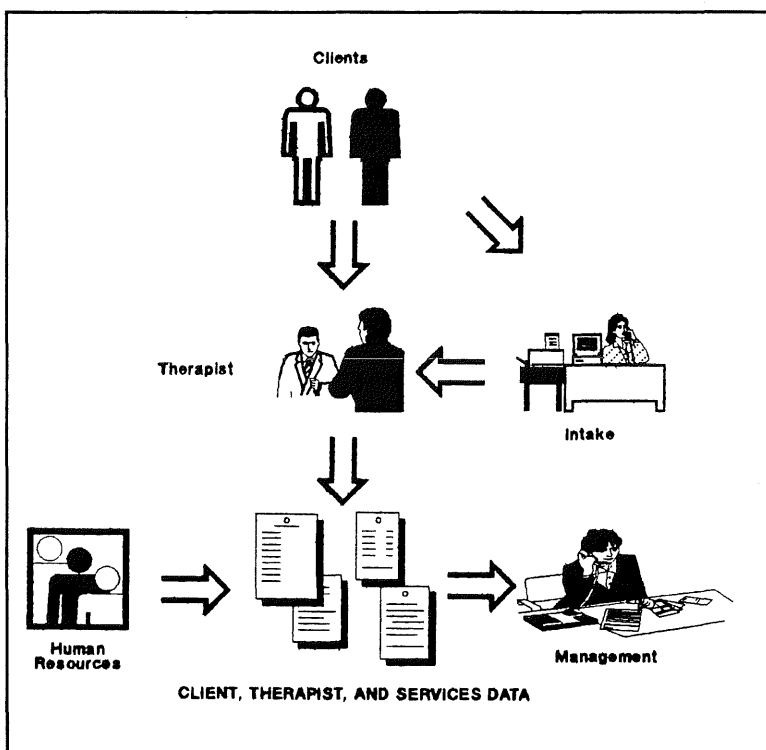 Clients
Therapist
Intake
Human
Resources
Management
CLIENT, THERAPIST, AND SERVICES DATA